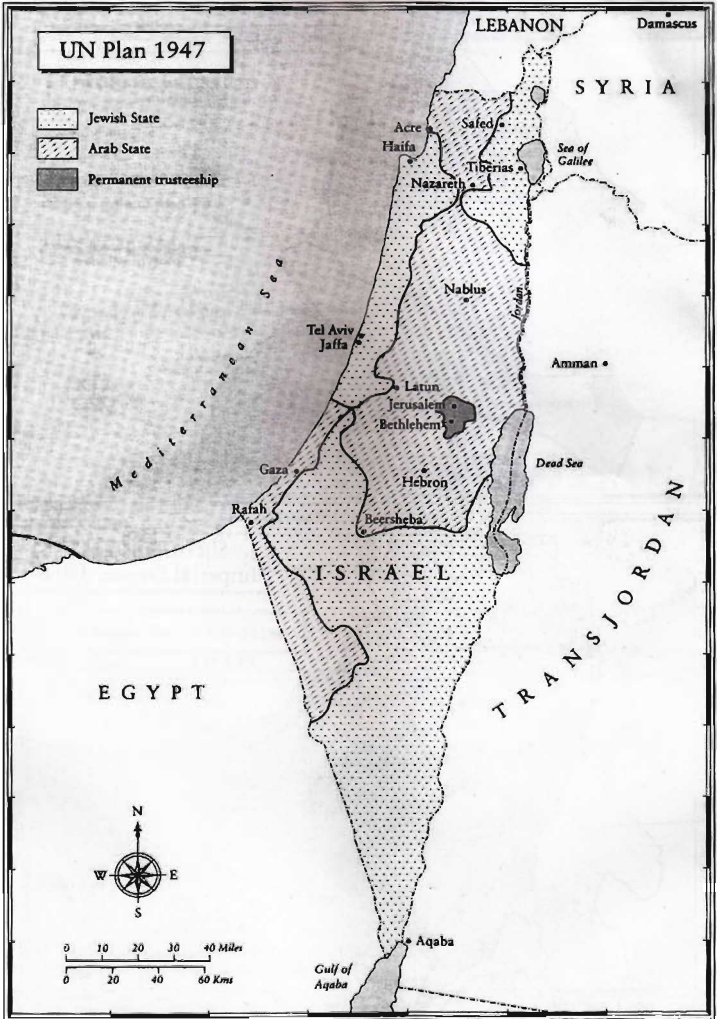 UN Plan 1947
Jewish State
Arab State
Permanent trusteeship
LEBANON
Damascus
SYRIA
Acre
Safed
Haifa
Sea of
Galilee
Tiberias
Nazareth
Mediterranean Sea
Nablus
Jordan
Tel Aviv
Jaffa
Amman
Latun
Jerusalem
Bethlehem
Dead Sea
Gaza
Hebron
Rafah
Beersheba
ISRAEL
TRANSJORDAN
EGYPT
N
W
E
S
0 10 20 30 40 Miles
0 20 40 60 Kms
Aqaba
Gulf of
Aqaba